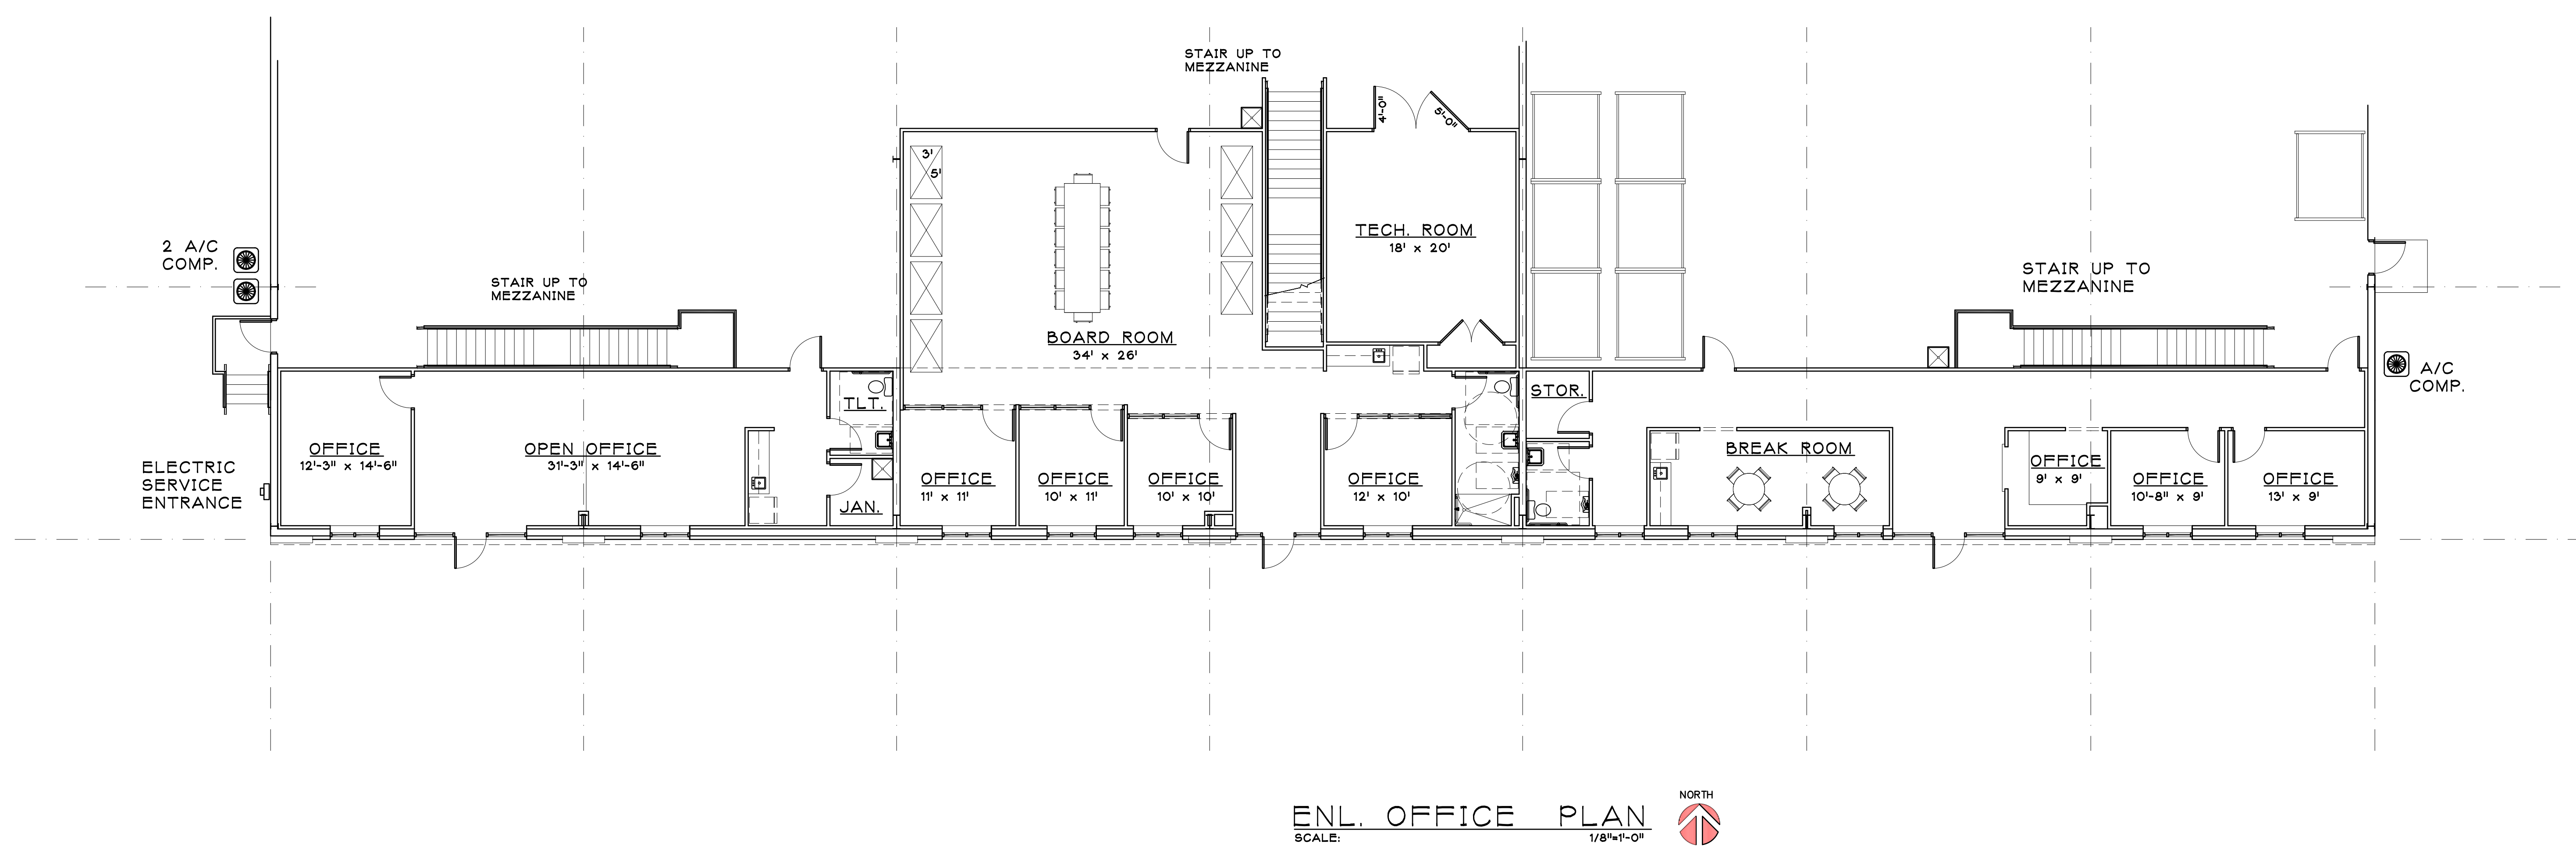 STAIR UP TO
MEZZANINE
4'-0"
5'-0"
3'
5'
TECH. ROOM
18' x 20'
2 A/C
COMP.
STAIR UP TO
MEZZANINE
STAIR UP TO
MEZZANINE
BOARD ROOM
34' x 26'
A/C
COMP.
TLT.
STOR.
OFFICE
12'-3" x 14'-6"
OPEN OFFICE
31'-3" x 14'-6"
BREAK ROOM
ELECTRIC
SERVICE
ENTRANCE
JAN.
OFFICE
11' x 11'
OFFICE
10' x 11'
OFFICE
10' x 10'
OFFICE
12' x 10'
OFFICE
9' x 9'
OFFICE
10'-8" x 9'
OFFICE
13' x 9'
NORTH
ENL. OFFICE PLAN
SCALE: 1/8"=1'-0"